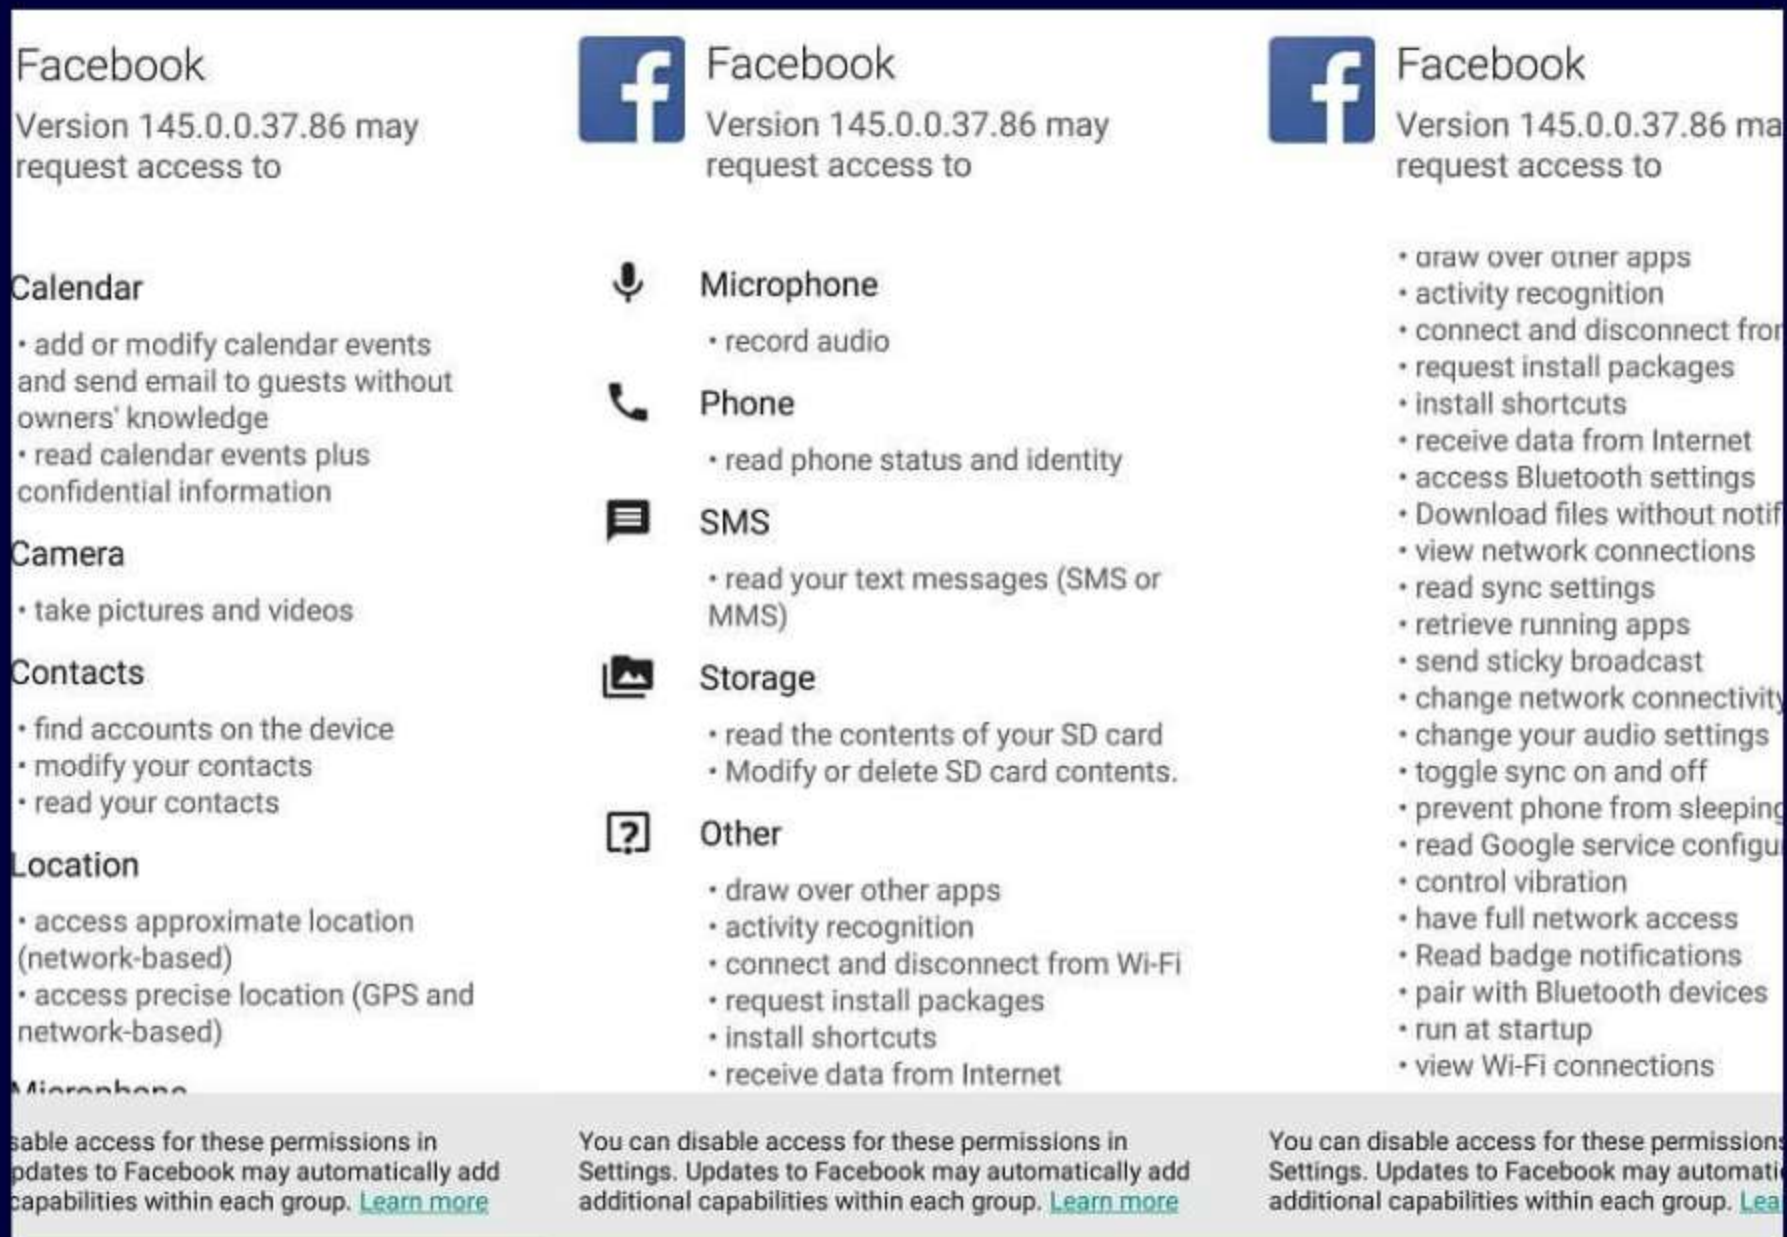 Facebook
Version 145.0.0.37.86 may
request access to
Calendar
• add or modify calendar events
and send email to guests without
owners' knowledge
• read calendar events plus
confidential information
Camera
• take pictures and videos
Contacts
• find accounts on the device
• modify your contacts
• read your contacts
Location
• access approximate location
(network-based)
• access precise location (GPS and
network-based)
Microphone
sable access for these permissions in
pdates to Facebook may automatically add
capabilities within each group. Learn more
Facebook
Version 145.0.0.37.86 may
request access to
Microphone
• record audio
Phone
• read phone status and identity
SMS
• read your text messages (SMS or
MMS)
Storage
• read the contents of your SD card
• Modify or delete SD card contents.
Other
• draw over other apps
• activity recognition
• connect and disconnect from Wi-Fi
• request install packages
• install shortcuts
• receive data from Internet
You can disable access for these permissions in
Settings. Updates to Facebook may automatically add
additional capabilities within each group. Learn more
Facebook
Version 145.0.0.37.86 ma
request access to
• draw over other apps
• activity recognition
• connect and disconnect fror
• request install packages
• install shortcuts
• receive data from Internet
• access Bluetooth settings
• Download files without notif
• view network connections
• read sync settings
• retrieve running apps
• send sticky broadcast
• change network connectivity
• change your audio settings
• toggle sync on and off
• prevent phone from sleeping
• read Google service configu
• control vibration
• have full network access
• Read badge notifications
• pair with Bluetooth devices
• run at startup
• view Wi-Fi connections
You can disable access for these permissions
Settings. Updates to Facebook may automati
additional capabilities within each group. Lea